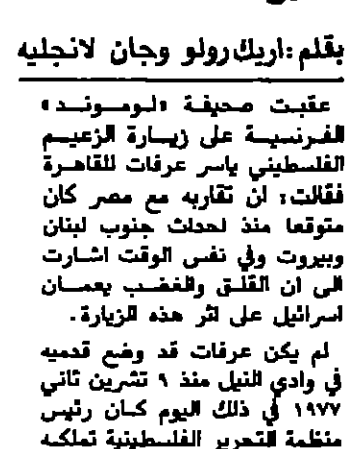 بقلم : اريك رولو وجان لانجليه
عقبت صحيفة «لوموند»
الفرنسية على زيارة الزعيم
الفلسطيني ياسر عرفات للقاهرة
فقالت : ان تقاربه مع مصر كان
متوقعا منذ احداث جنوب لبنان
وبيروت وفي نفس الوقت اشارت
الى ان القلق والغضب يعمان
اسرائيل على اثر هذه الزيارة .
لم يكن عرفات قد وضع قدميه
في وادي النيل منذ ٩ تشرين ثاني
١٩٧٧ في ذلك اليوم كان رئيس
منظمة التحرير الفلسطينية تملكه